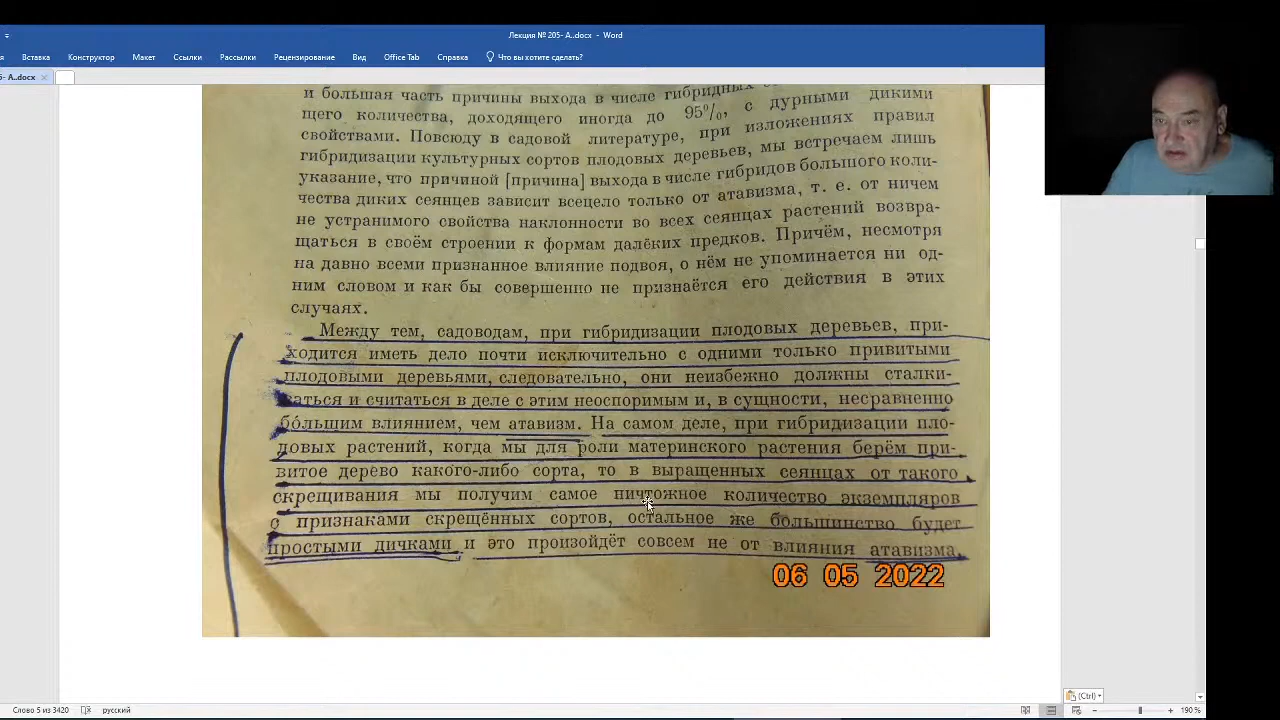 Лекция № 205- А..docx - Word
Вставка Конструктор Макет Ссылки Рассылки Рецензирование Вид Office Tab Справка Что вы хотите сделать?
А..docx
и большая часть причины выхода в числе гибридных
щего количества, доходящего иногда до 95%, с дурными дикими
свойствами. Повсюду в садовой литературе, при изложениях правил
гибридизации культурных сортов плодовых деревьев, мы встречаем лишь
указание, что причиной [причина] выхода в числе гибридов большого коли-
чества диких сеянцев зависит всецело только от атавизма, т. е. от ничем
не устранимого свойства наклонности во всех сеянцах растений возвра-
щаться в своём строении к формам далёких предков. Причём, несмотря
на давно всеми признанное влияние подвоя, о нём не упоминается ни од-
ним словом и как бы совершенно не признаётся его действия в этих
случаях.
Между тем, садоводам, при гибридизации плодовых деревьев, при-
ходится иметь дело почти исключительно с одними только привитыми
плодовыми деревьями, следовательно, они неизбежно должны сталки-
ваться и считаться в деле с этим неоспоримым и, в сущности, несравненно
бо́льшим влиянием, чем атавизм. На самом деле, при гибридизации пло-
довых растений, когда мы для роли материнского растения берём при-
витое дерево како́го-либо сорта, то в выращенных сеянцах от такого
скрещивания мы получим самое ничтожное количество экземпляров
с признаками скрещённых сортов, остальное же большинство будет
простыми дичками и это произойдёт совсем не от влияния атавизма,
06 05 2022
(Ctrl)
Слово 5 из 3420 русский 190 %